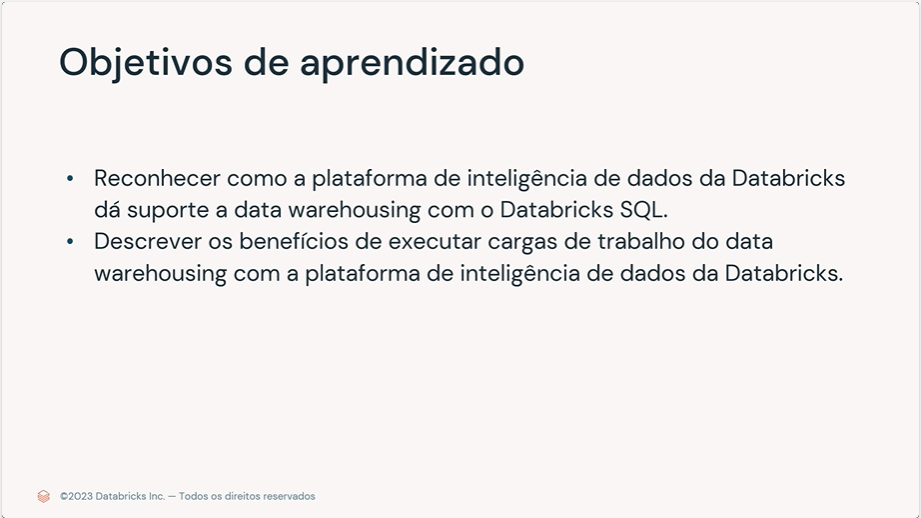 Objetivos de aprendizado
• Reconhecer como a plataforma de inteligência de dados da Databricks
dá suporte a data warehousing com o Databricks SQL.
• Descrever os benefícios de executar cargas de trabalho do data
warehousing com a plataforma de inteligência de dados da Databricks.
©2023 Databricks Inc. — Todos os direitos reservados